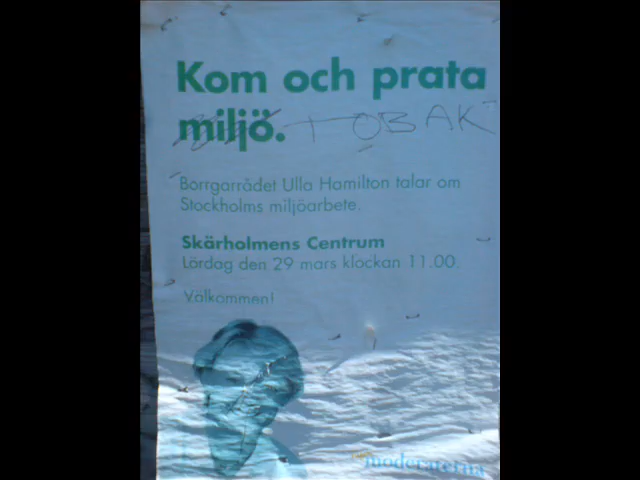 Kom och prata
miljö. TOBAK
Borrgarrådet Ulla Hamilton talar om
Stockholms miljöarbete.
Skärholmens Centrum
Lördag den 29 mars klockan 11.00.
Välkommen!
moderaterna